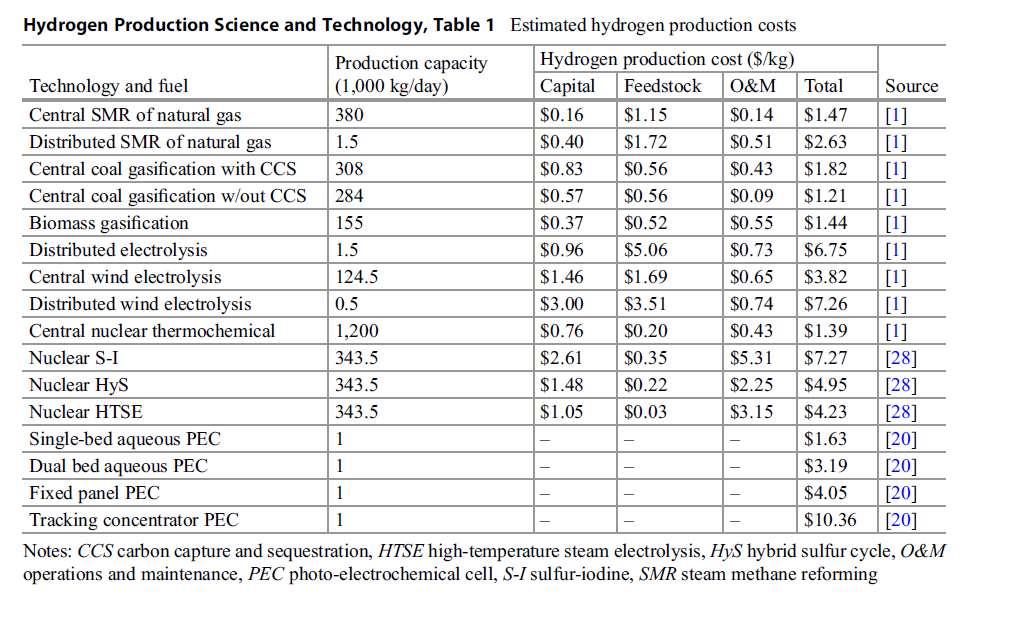 Hydrogen Production Science and Technology, Table 1 Estimated hydrogen production costs
Technology and fuel Production capacity (1,000 kg/day) Hydrogen production cost ($/kg)
Capital Feedstock O&M Total Source
Central SMR of natural gas 380 $0.16 $1.15 $0.14 $1.47 [1]
Distributed SMR of natural gas 1.5 $0.40 $1.72 $0.51 $2.63 [1]
Central coal gasification with CCS 308 $0.83 $0.56 $0.43 $1.82 [1]
Central coal gasification w/out CCS 284 $0.57 $0.56 $0.09 $1.21 [1]
Biomass gasification 155 $0.37 $0.52 $0.55 $1.44 [1]
Distributed electrolysis 1.5 $0.96 $5.06 $0.73 $6.75 [1]
Central wind electrolysis 124.5 $1.46 $1.69 $0.65 $3.82 [1]
Distributed wind electrolysis 0.5 $3.00 $3.51 $0.74 $7.26 [1]
Central nuclear thermochemical 1,200 $0.76 $0.20 $0.43 $1.39 [1]
Nuclear S-I 343.5 $2.61 $0.35 $5.31 $7.27 [28]
Nuclear HyS 343.5 $1.48 $0.22 $2.25 $4.95 [28]
Nuclear HTSE 343.5 $1.05 $0.03 $3.15 $4.23 [28]
Single-bed aqueous PEC 1 – – – $1.63 [20]
Dual bed aqueous PEC 1 – – – $3.19 [20]
Fixed panel PEC 1 – – – $4.05 [20]
Tracking concentrator PEC 1 – – – $10.36 [20]
Notes: CCS carbon capture and sequestration, HTSE high-temperature steam electrolysis, HyS hybrid sulfur cycle, O&M
operations and maintenance, PEC photo-electrochemical cell, S-I sulfur-iodine, SMR steam methane reforming